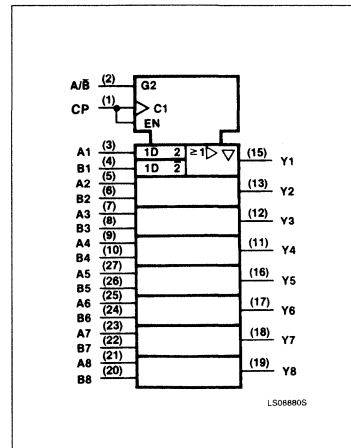 A/B̅ (2) G2
CP (1) C1
EN
A1 (3) 1D 2 ≥1 ▷ ▽ (15) Y1
B1 (4) 1D 2̅
A2 (5) (13) Y2
B2 (6)
A3 (7) (12) Y3
B3 (8)
A4 (9) (11) Y4
B4 (10)
A5 (27) (16) Y5
B5 (26)
A6 (25) (17) Y6
B6 (24)
A7 (23) (18) Y7
B7 (22)
A8 (21) (19) Y8
B8 (20)
LS08880S